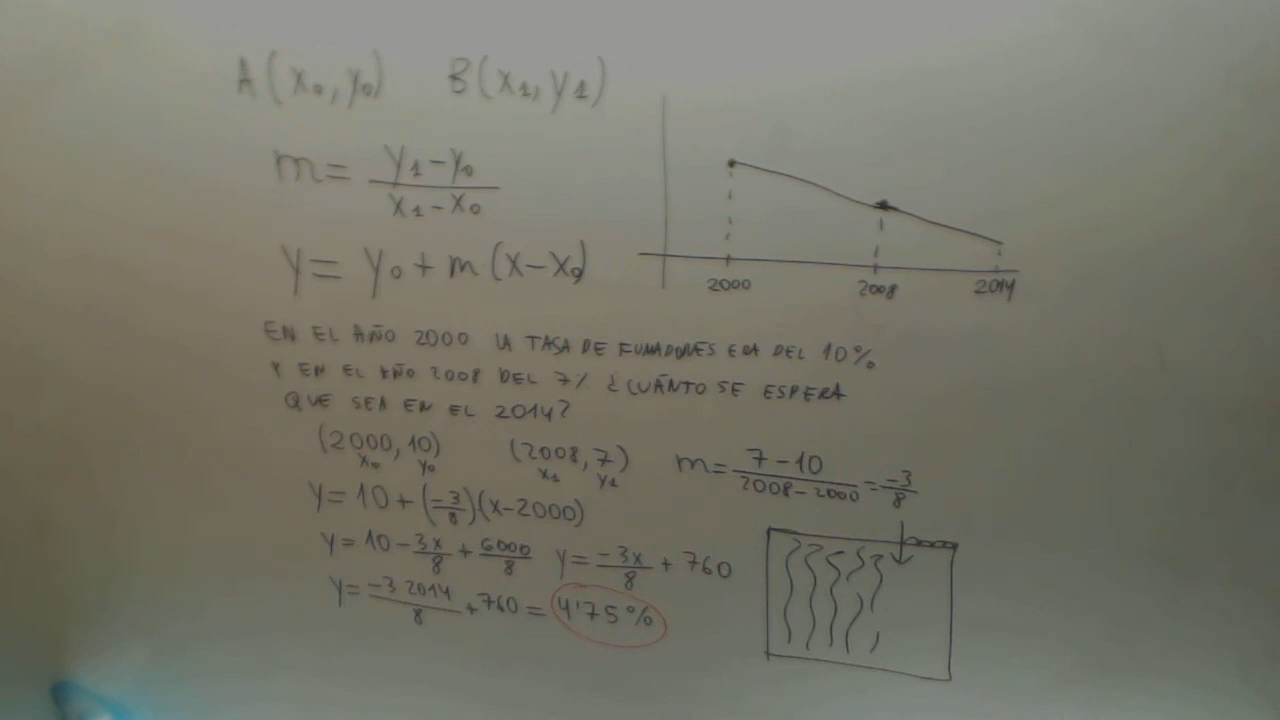 A(x₀, y₀) B(x₁, y₁)
m = (y₁ - y₀) / (x₁ - x₀)
y = y₀ + m (x - x₀)
2000 2008 2014
EN EL AÑO 2000 LA TASA DE FUMADORES ERA DEL 10%
Y EN EL AÑO 2008 DEL 7% ¿CUÁNTO SE ESPERA
QUE SEA EN EL 2014?
(2000, 10) (2008, 7) m = (7 - 10) / (2008 - 2000) = -3/8
x₀ y₀ x₁ y₁
y = 10 + (-3/8)(x - 2000)
y = 10 - 3x/8 + 6000/8 y = -3x/8 + 760
y = -3 2014/8 + 760 = 4'75%